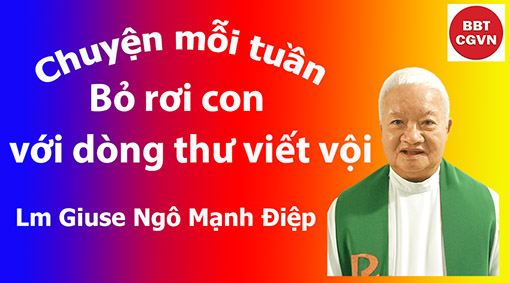 BBT
CGVN
Chuyện mỗi tuần
Bỏ rơi con
với dòng thư viết vội
Lm Giuse Ngô Mạnh Điệp